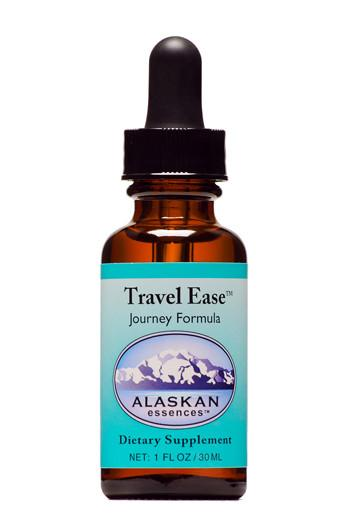 Travel Ease™
Journey Formula
ALASKAN
essences™
Dietary Supplement
NET: 1 FL OZ / 30 ML